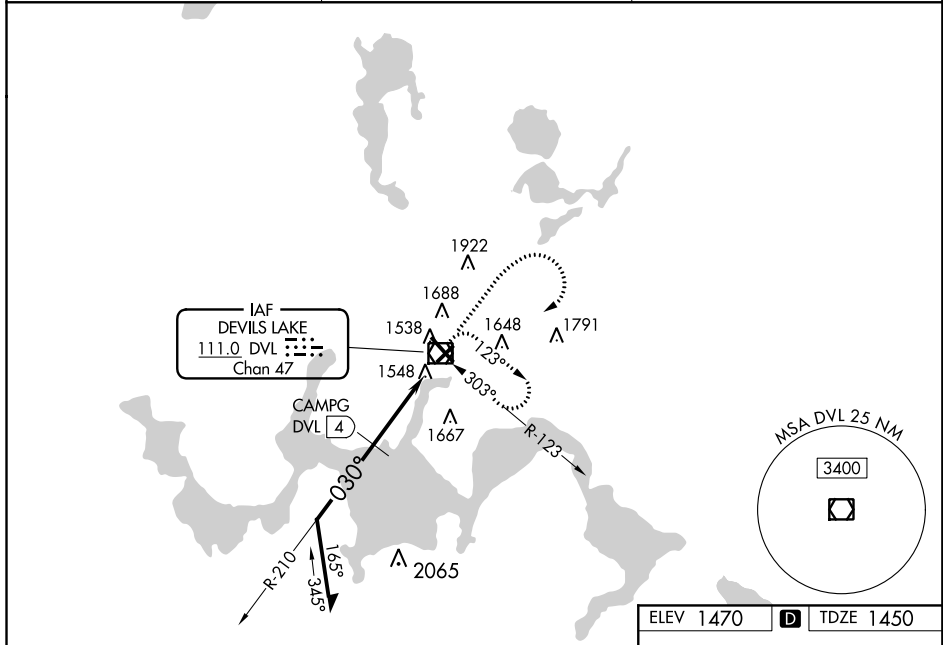 1922
1688
1538
1648
1791
IAF
DEVILS LAKE
111.0 DVL
Chan 47
1548
123°
303°
CAMPG
DVL 4
1667
R-123
030°
MSA DVL 25 NM
3400
R-210
165°
345°
2065
ELEV 1470 D TDZE 1450